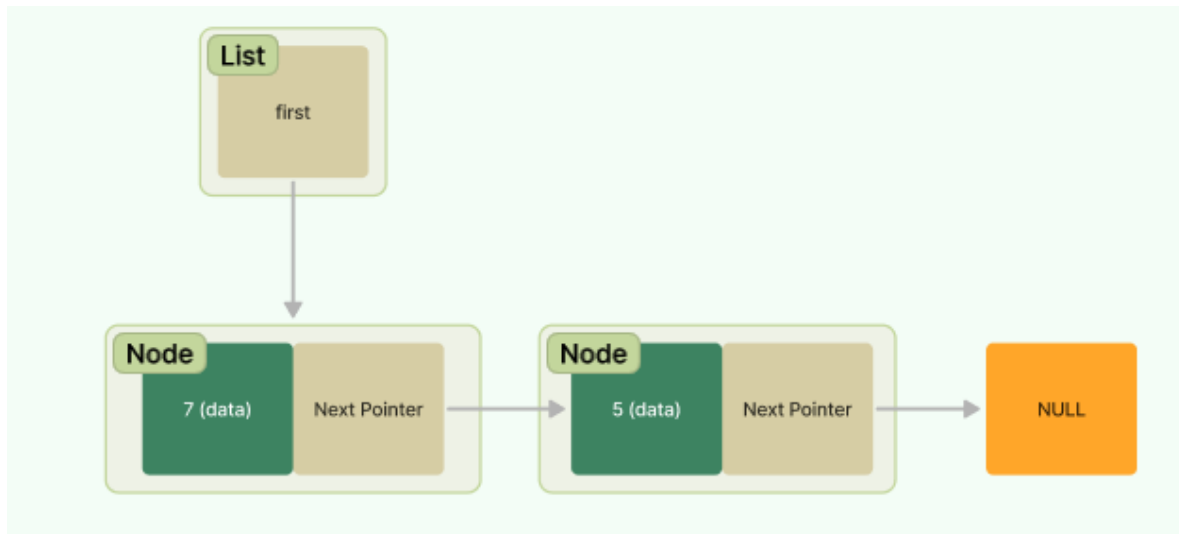 List
first
Node
7 (data)
Next Pointer
Node
5 (data)
Next Pointer
NULL